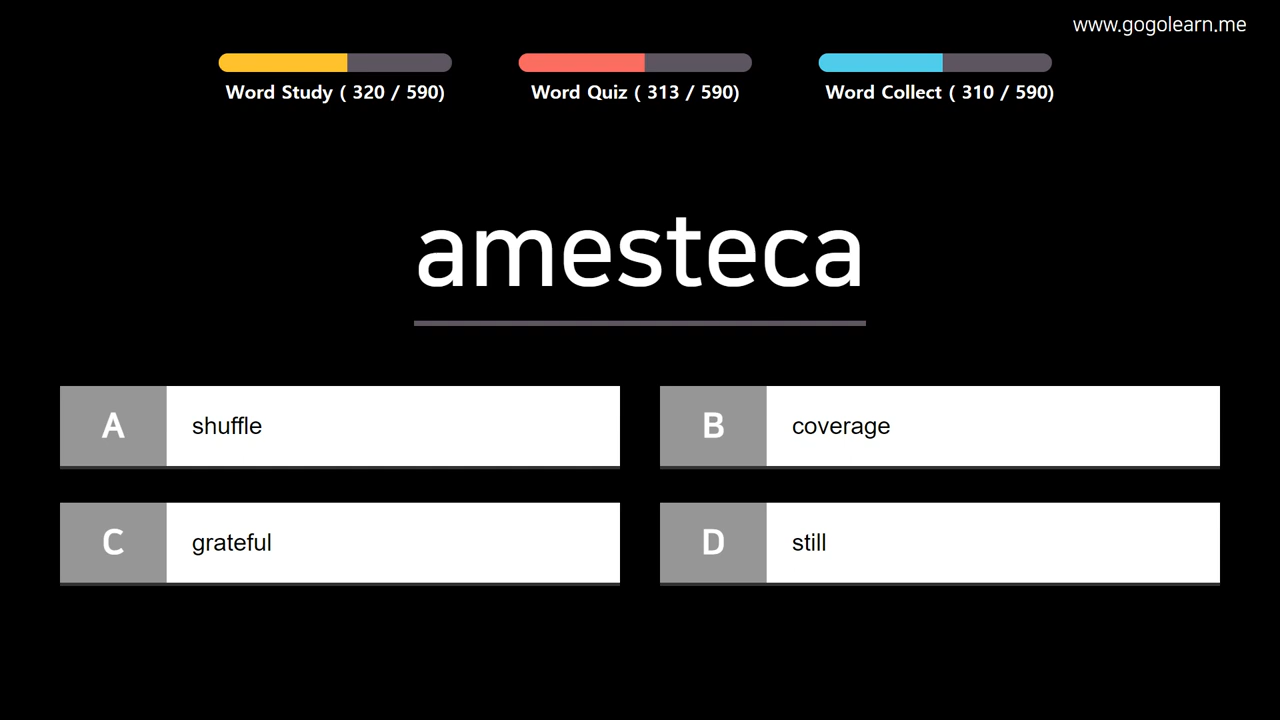 www.gogolearn.me
Word Study ( 320 / 590)
Word Quiz ( 313 / 590)
Word Collect ( 310 / 590)
amesteca
A shuffle
B coverage
C grateful
D still